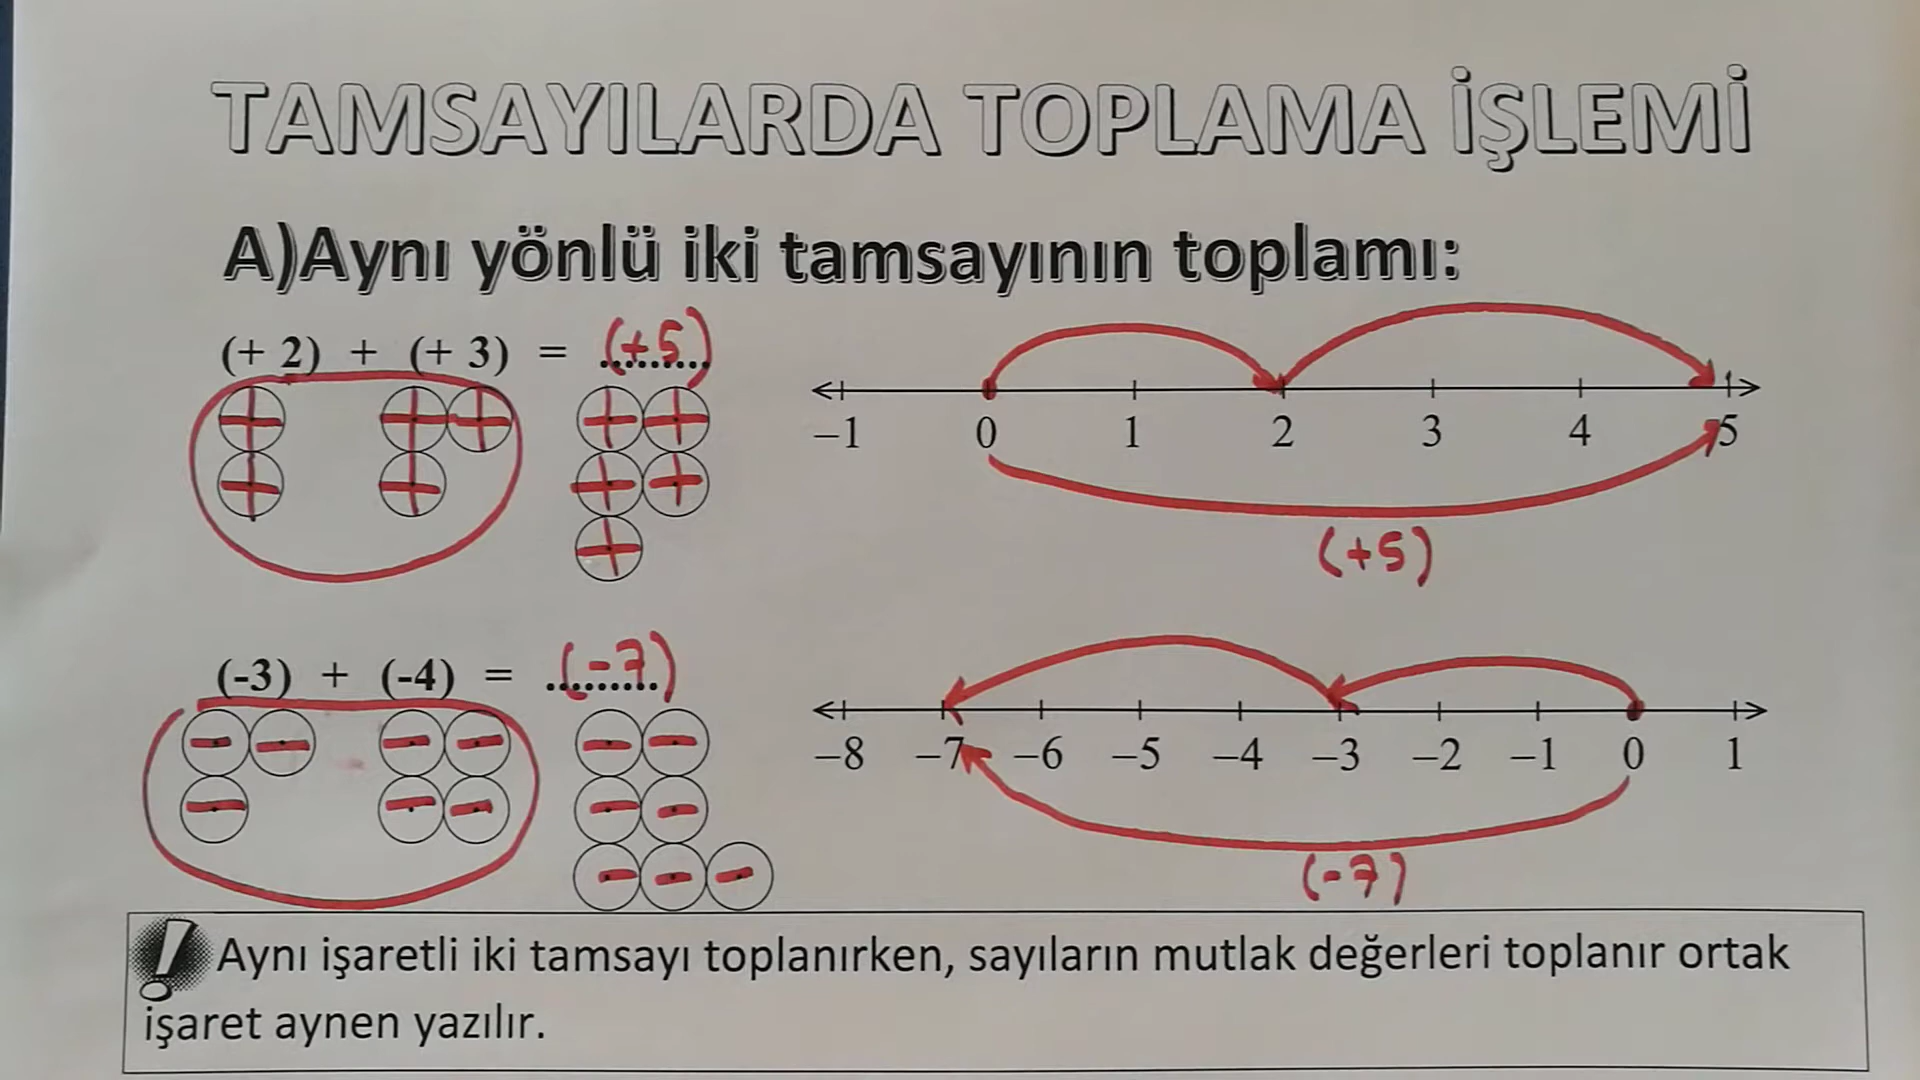 TAMSAYILARDA TOPLAMA İŞLEMİ
A)Aynı yönlü iki tamsayının toplamı:
(+ 2) + (+ 3) = .(+5)
−1 0 1 2 3 4 5
(+5)
(-3) + (-4) = (-7)
−8 −7 −6 −5 −4 −3 −2 −1 0 1
(-7)
! Aynı işaretli iki tamsayı toplanırken, sayıların mutlak değerleri toplanır ortak
işaret aynen yazılır.